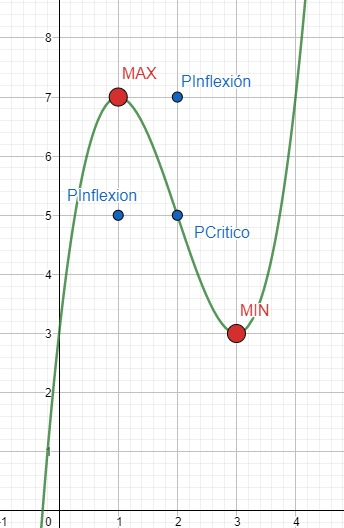 8
MAX
PInflexión
7
6
PInflexion
5
PCritico
4
MIN
3
2
1
-1 0 1 2 3 4